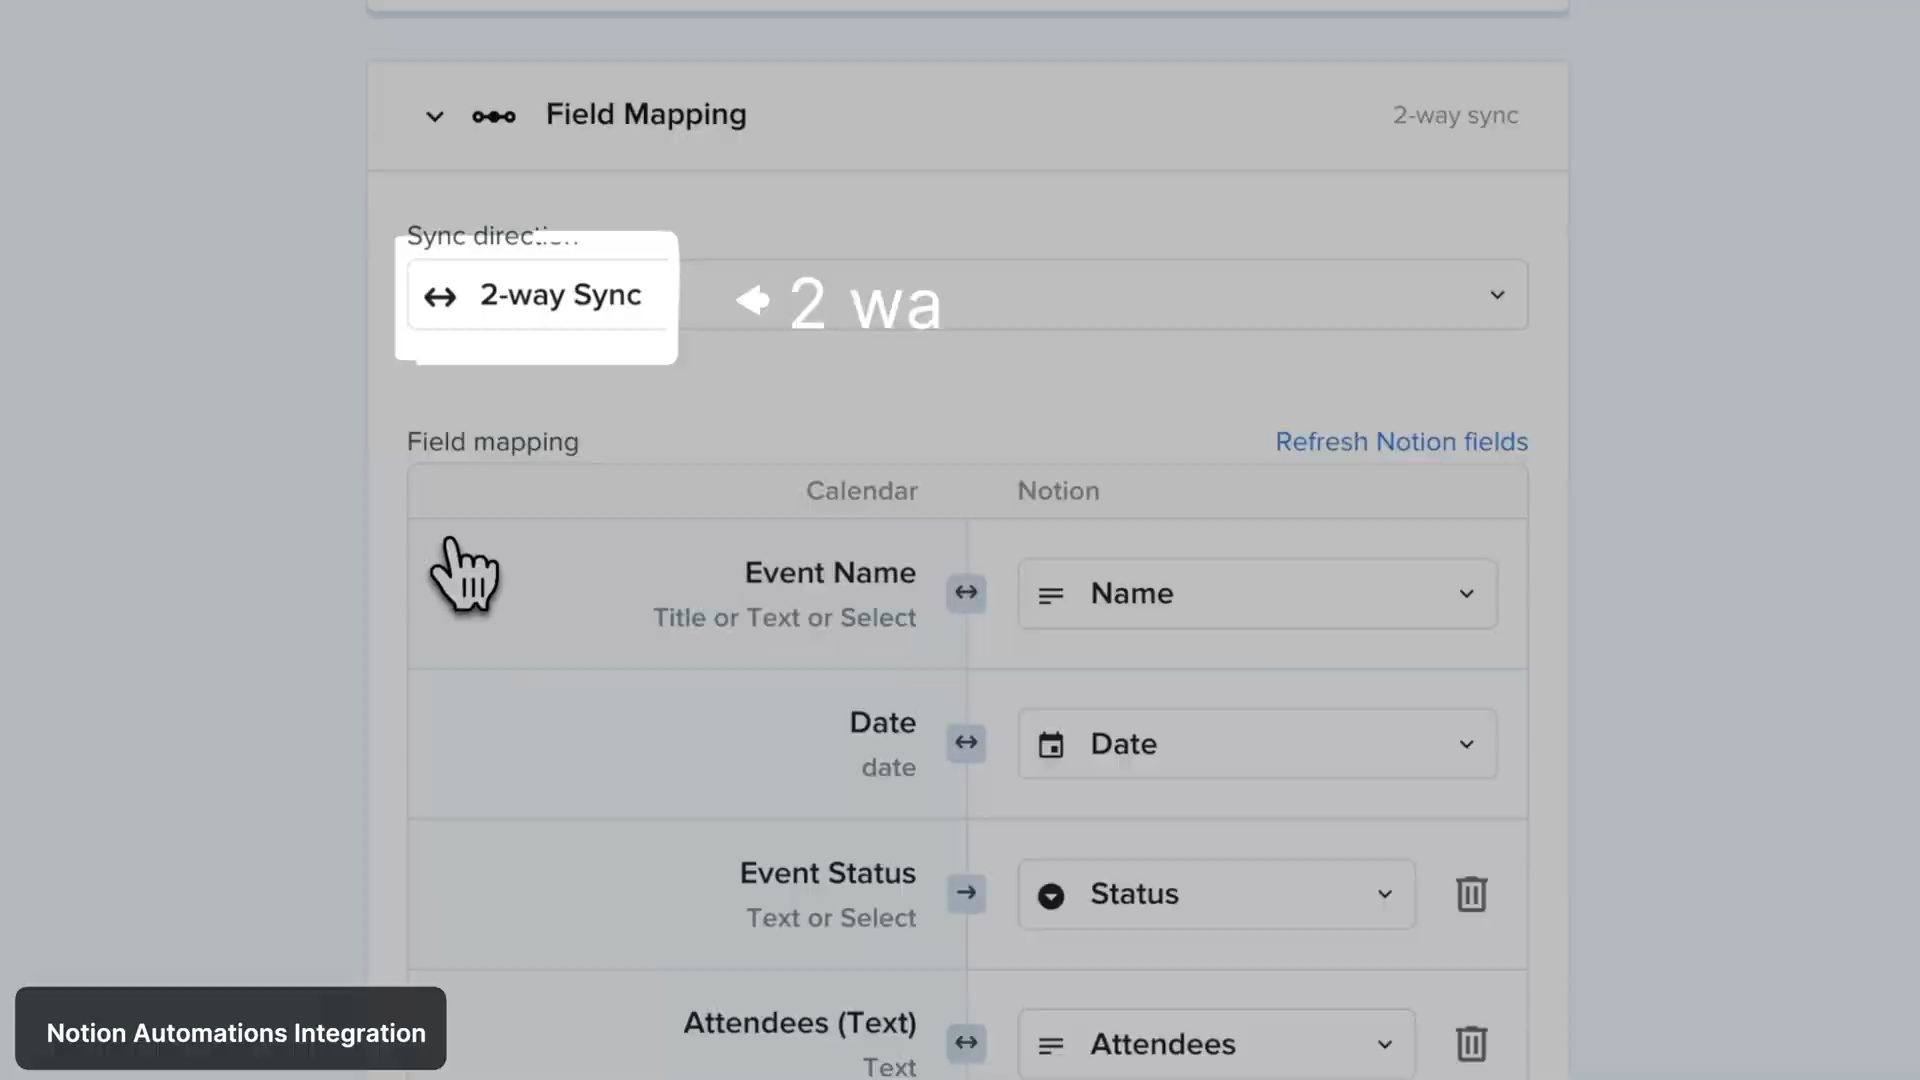 Field Mapping
2-way sync
Sync direction
2-way Sync
2 wa
Field mapping
Refresh Notion fields
Calendar
Notion
Event Name
Title or Text or Select
Name
Date
date
Date
Event Status
Text or Select
Status
Attendees (Text)
Text
Attendees
Notion Automations Integration